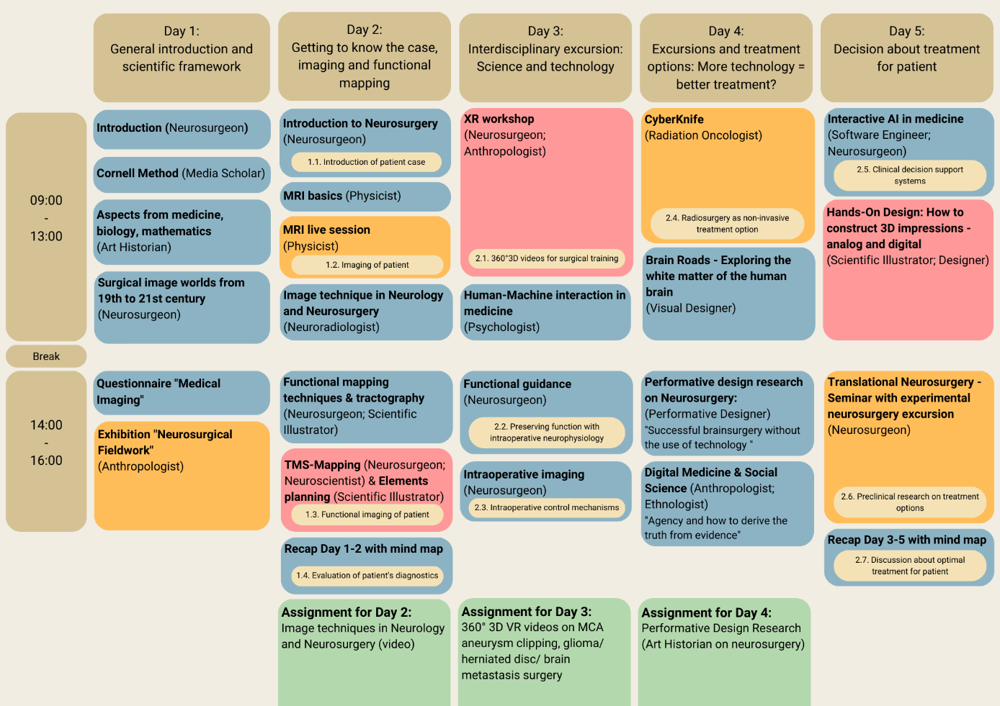 Day 1:
General introduction and
scientific framework
Day 2:
Getting to know the case,
imaging and functional
mapping
Day 3:
Interdisciplinary excursion:
Science and technology
Day 4:
Excursions and treatment
options: More technology =
better treatment?
Day 5:
Decision about treatment
for patient
09:00
-
13:00
Introduction (Neurosurgeon)
Cornell Method (Media Scholar)
Aspects from medicine,
biology, mathematics
(Art Historian)
Surgical image worlds from
19th to 21st century
(Neurosurgeon)
Introduction to Neurosurgery
(Neurosurgeon)
1.1. Introduction of patient case
MRI basics (Physicist)
MRI live session
(Physicist)
1.2. Imaging of patient
Image technique in Neurology
and Neurosurgery
(Neuroradiologist)
XR workshop
(Neurosurgeon;
Anthropologist)
2.1. 360°3D videos for surgical training
Human-Machine interaction in
medicine
(Psychologist)
CyberKnife
(Radiation Oncologist)
2.4. Radiosurgery as non-invasive
treatment option
Brain Roads - Exploring the
white matter of the human
brain
(Visual Designer)
Interactive AI in medicine
(Software Engineer;
Neurosurgeon)
2.5. Clinical decision support
systems
Hands-On Design: How to
construct 3D impressions -
analog and digital
(Scientific Illustrator; Designer)
Break
14:00
-
16:00
Questionnaire "Medical
Imaging"
Exhibition "Neurosurgical
Fieldwork"
(Anthropologist)
Functional mapping
techniques & tractography
(Neurosurgeon; Scientific
Illustrator)
TMS-Mapping (Neurosurgeon;
Neuroscientist) & Elements
planning (Scientific Illustrator)
1.3. Functional imaging of patient
Recap Day 1-2 with mind map
1.4. Evaluation of patient's diagnostics
Functional guidance
(Neurosurgeon)
2.2. Preserving function with
intraoperative neurophysiology
Intraoperative imaging
(Neurosurgeon)
2.3. Intraoperative control mechanisms
Performative design research
on Neurosurgery:
(Performative Designer)
"Successful brainsurgery without
the use of technology "
Digital Medicine & Social
Science (Anthropologist;
Ethnologist)
"Agency and how to derive the
truth from evidence"
Translational Neurosurgery -
Seminar with experimental
neurosurgery excursion
(Neurosurgeon)
2.6. Preclinical research on treatment
options
Recap Day 3-5 with mind map
2.7. Discussion about optimal
treatment for patient
Assignment for Day 2:
Image techniques in Neurology
and Neurosurgery (video)
Assignment for Day 3:
360° 3D VR videos on MCA
aneurysm clipping, glioma/
herniated disc/ brain
metastasis surgery
Assignment for Day 4:
Performative Design Research
(Art Historian on neurosurgery)